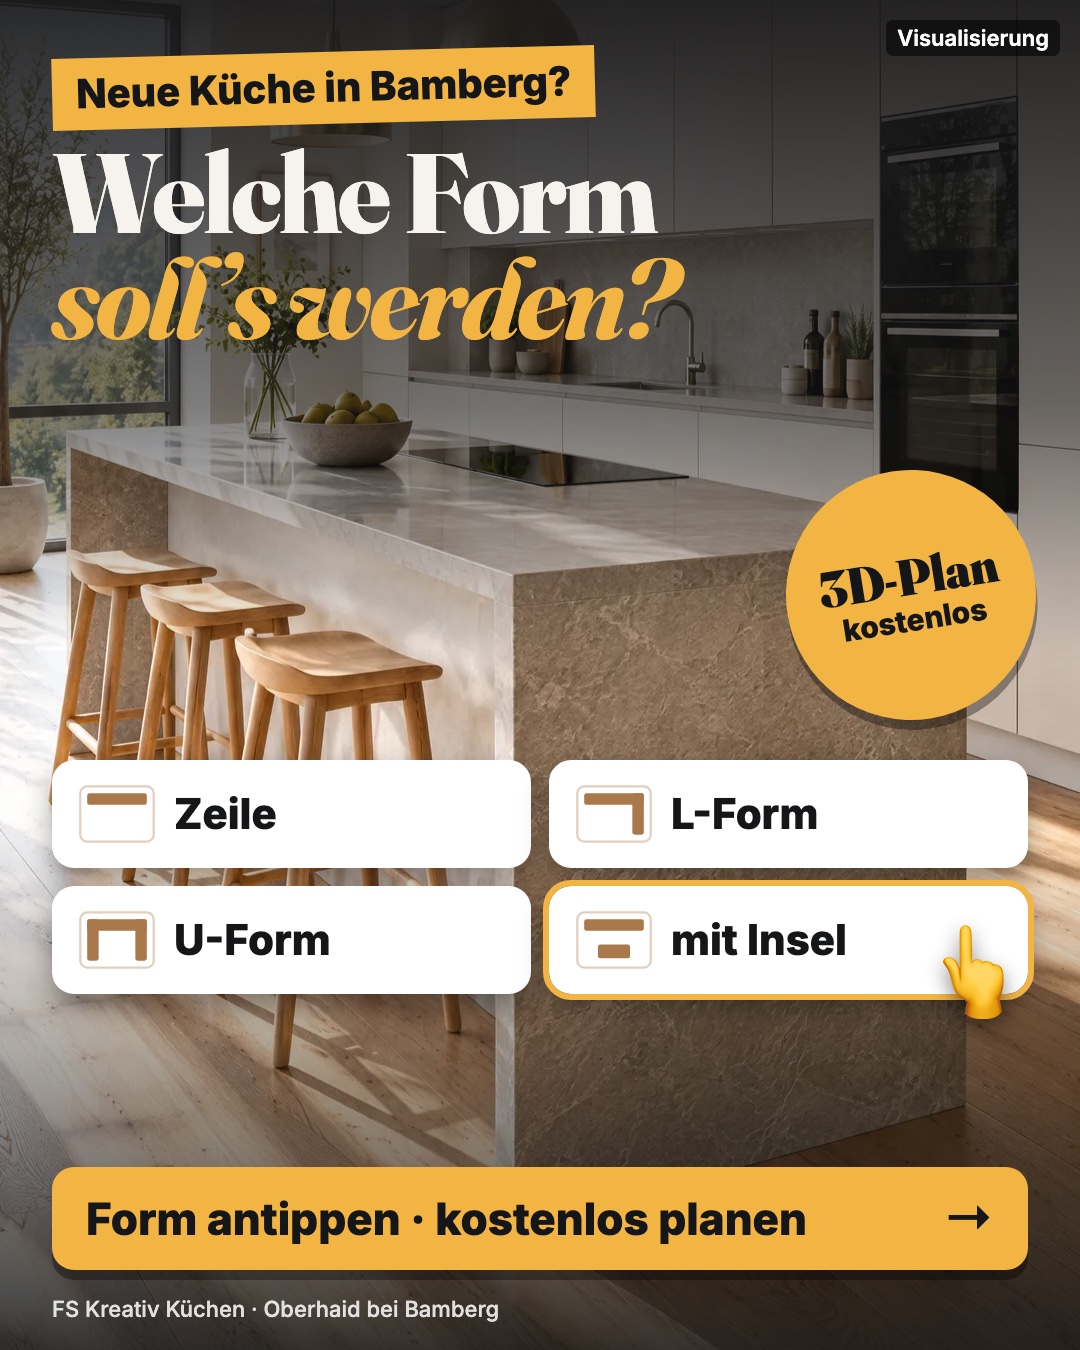 Visualisierung
Neue Küche in Bamberg?
Welche Form
soll's werden?
3D-Plan
kostenlos
Zeile
L-Form
U-Form
mit Insel
Form antippen · kostenlos planen →
FS Kreativ Küchen · Oberhaid bei Bamberg